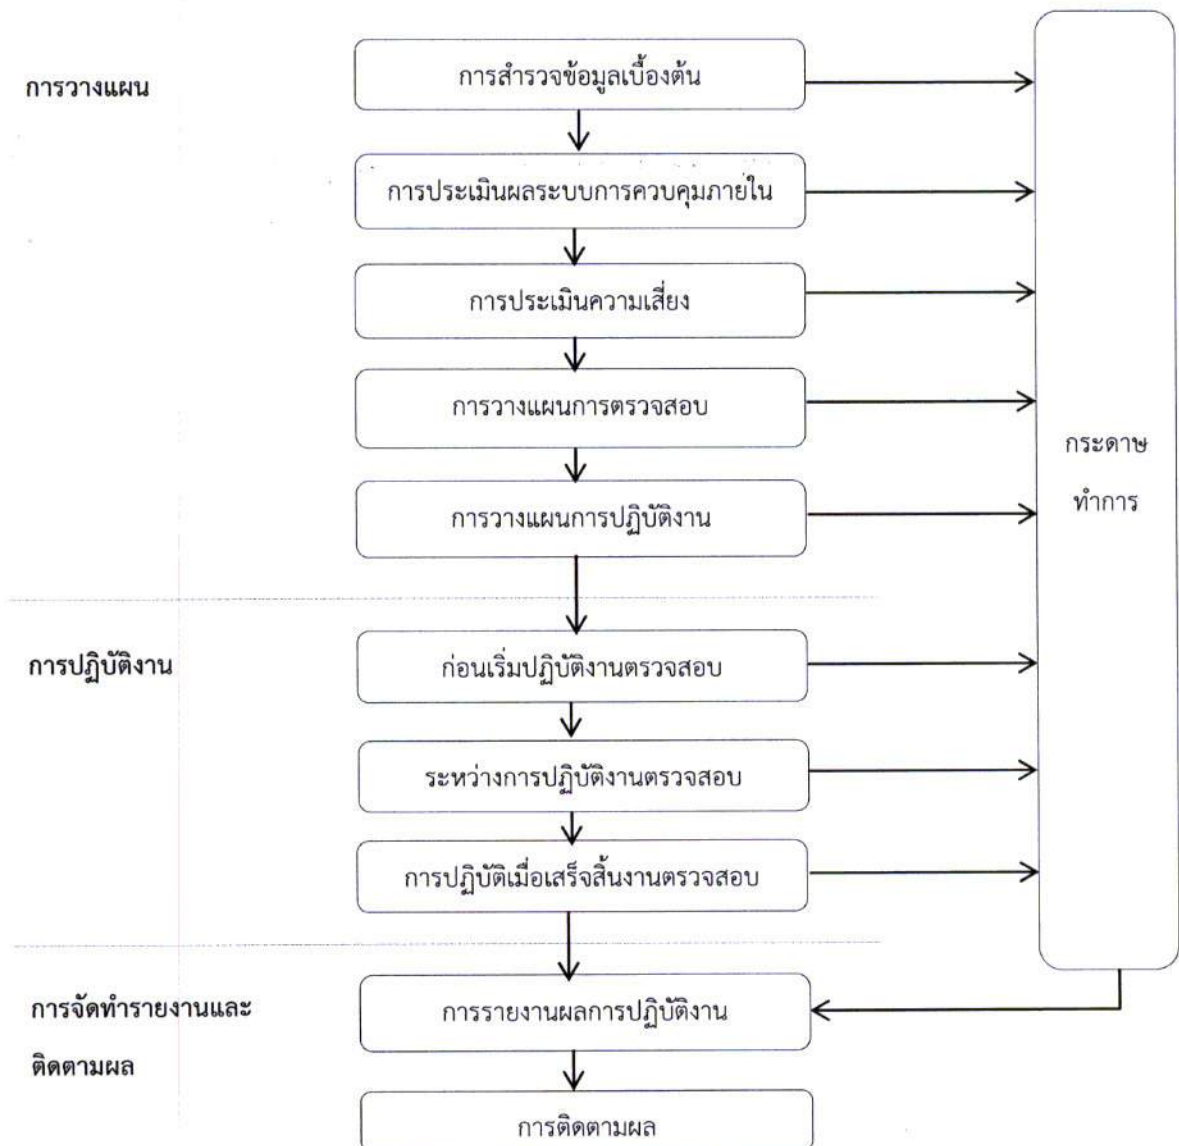 การวางแผน
การสำรวจข้อมูลเบื้องต้น
การประเมินผลระบบการควบคุมภายใน
การประเมินความเสี่ยง
การวางแผนการตรวจสอบ
การวางแผนการปฏิบัติงาน
กระดาษ
ทำการ
การปฏิบัติงาน
ก่อนเริ่มปฏิบัติงานตรวจสอบ
ระหว่างการปฏิบัติงานตรวจสอบ
การปฏิบัติเมื่อเสร็จสิ้นงานตรวจสอบ
การจัดทำรายงานและ
ติดตามผล
การรายงานผลการปฏิบัติงาน
การติดตามผล